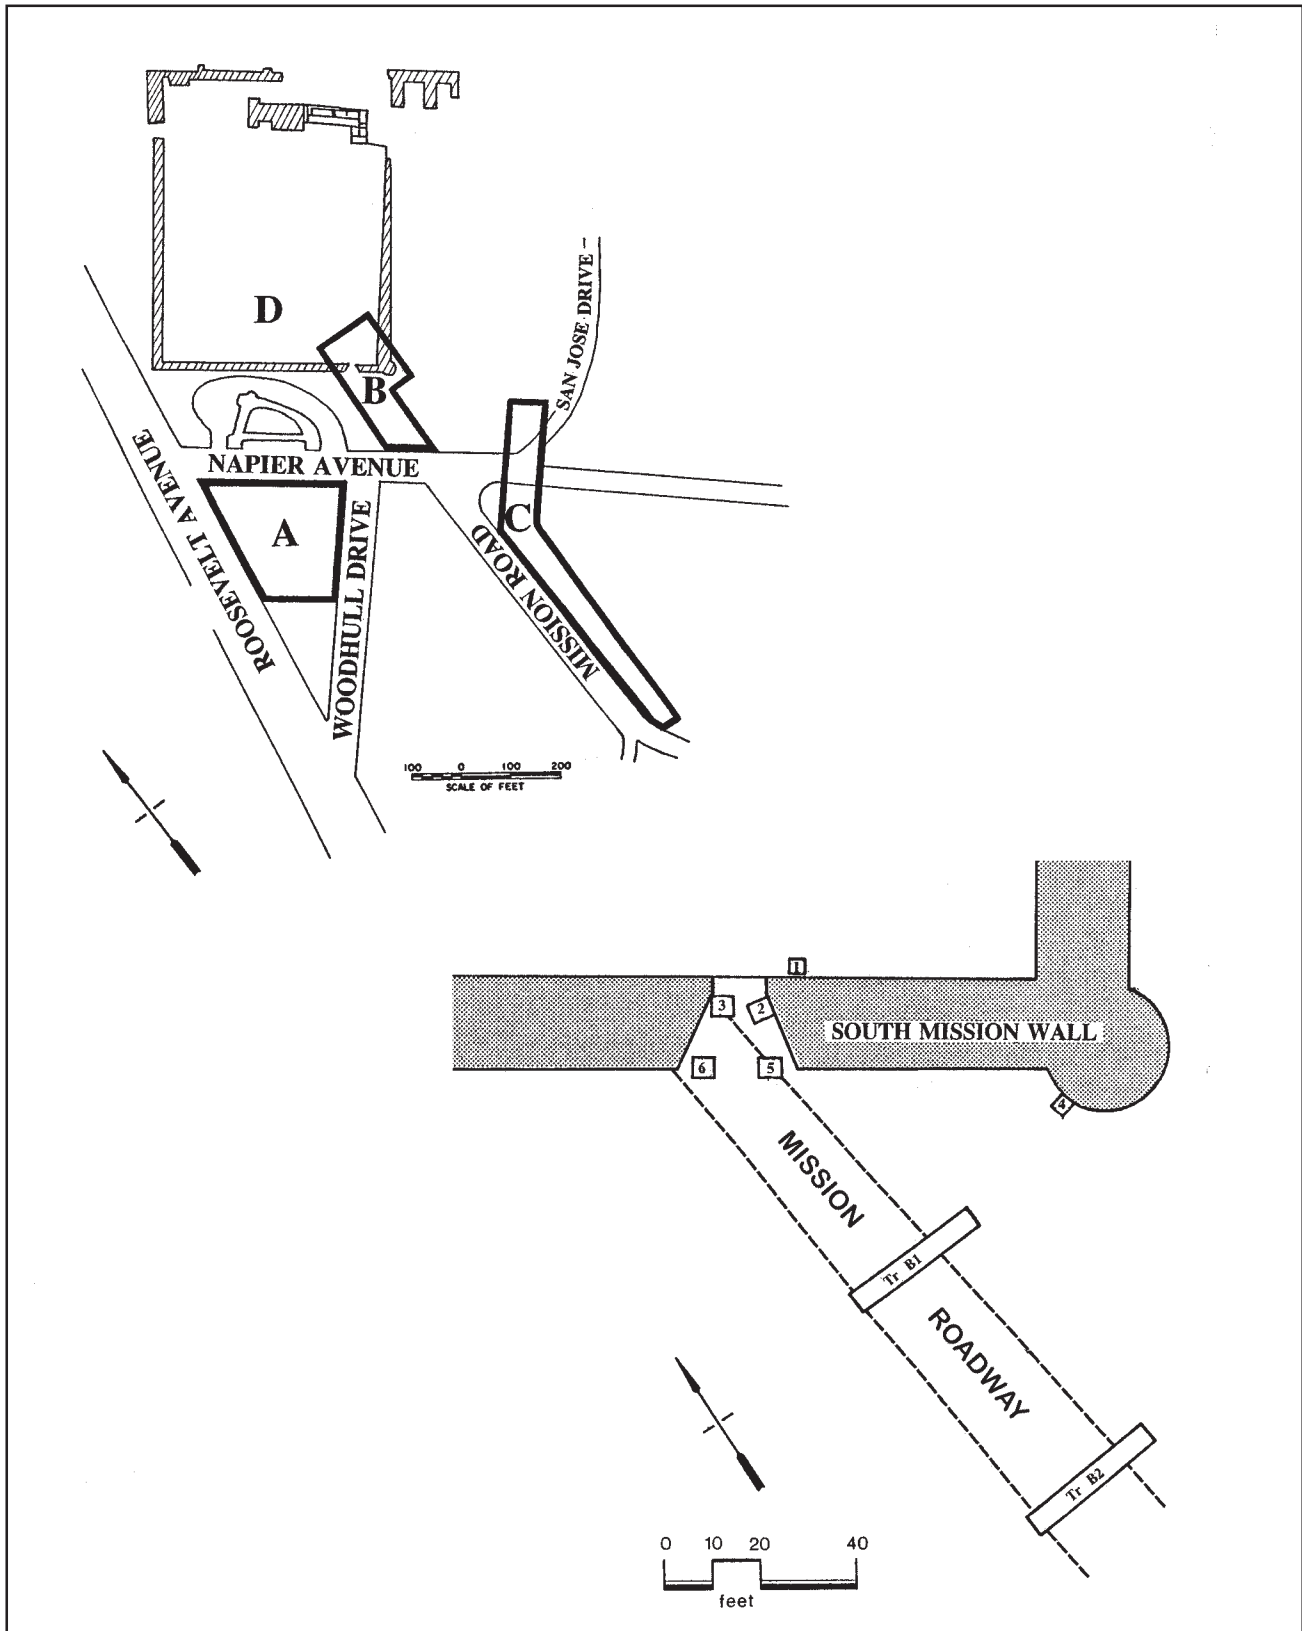 D
SAN JOSE DRIVE
B
NAPIER AVENUE
ROOSEVELT AVENUE
A
C
WOODHULL DRIVE
MISSION ROAD
100 0 100 200
SCALE OF FEET
1
3
2
SOUTH MISSION WALL
6
5
4
MISSION
Tr B1
ROADWAY
Tr B2
0 10 20 40
feet